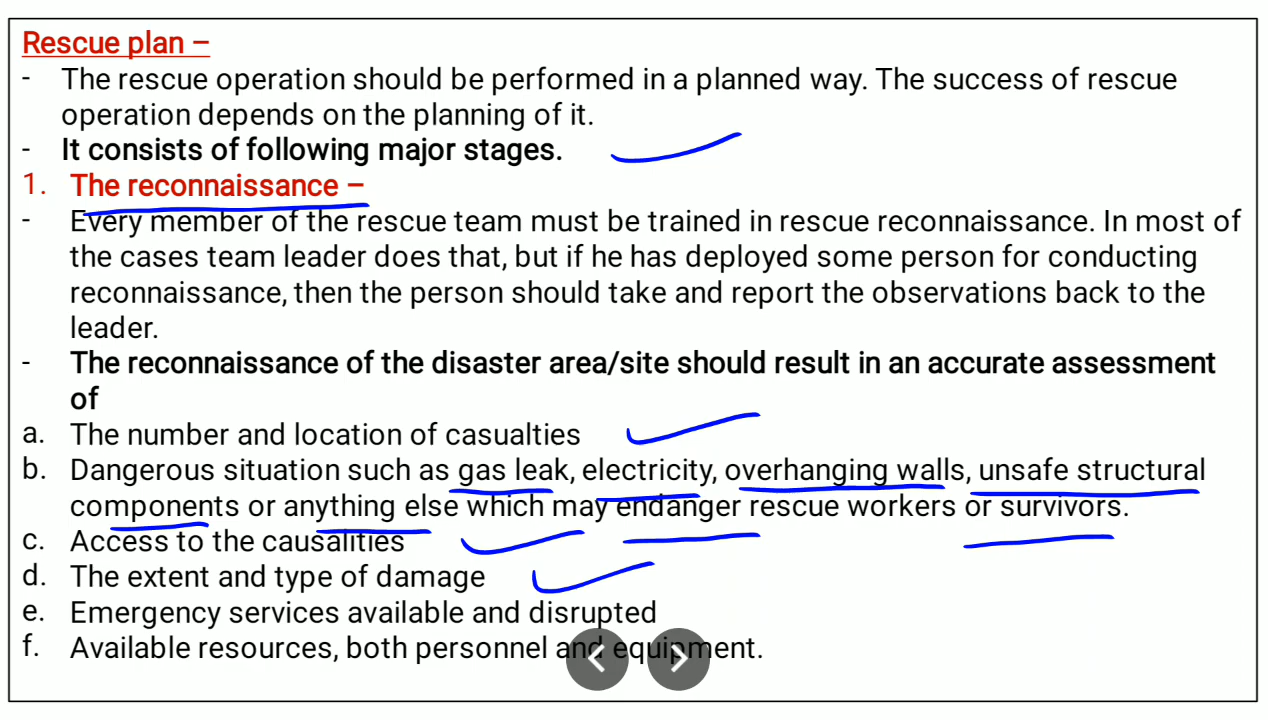 Rescue plan –
- The rescue operation should be performed in a planned way. The success of rescue
operation depends on the planning of it.
- It consists of following major stages.
1. The reconnaissance –
- Every member of the rescue team must be trained in rescue reconnaissance. In most of
the cases team leader does that, but if he has deployed some person for conducting
reconnaissance, then the person should take and report the observations back to the
leader.
- The reconnaissance of the disaster area/site should result in an accurate assessment
of
a. The number and location of casualties
b. Dangerous situation such as gas leak, electricity, overhanging walls, unsafe structural
components or anything else which may endanger rescue workers or survivors.
c. Access to the causalities
d. The extent and type of damage
e. Emergency services available and disrupted
f. Available resources, both personnel and equipment.